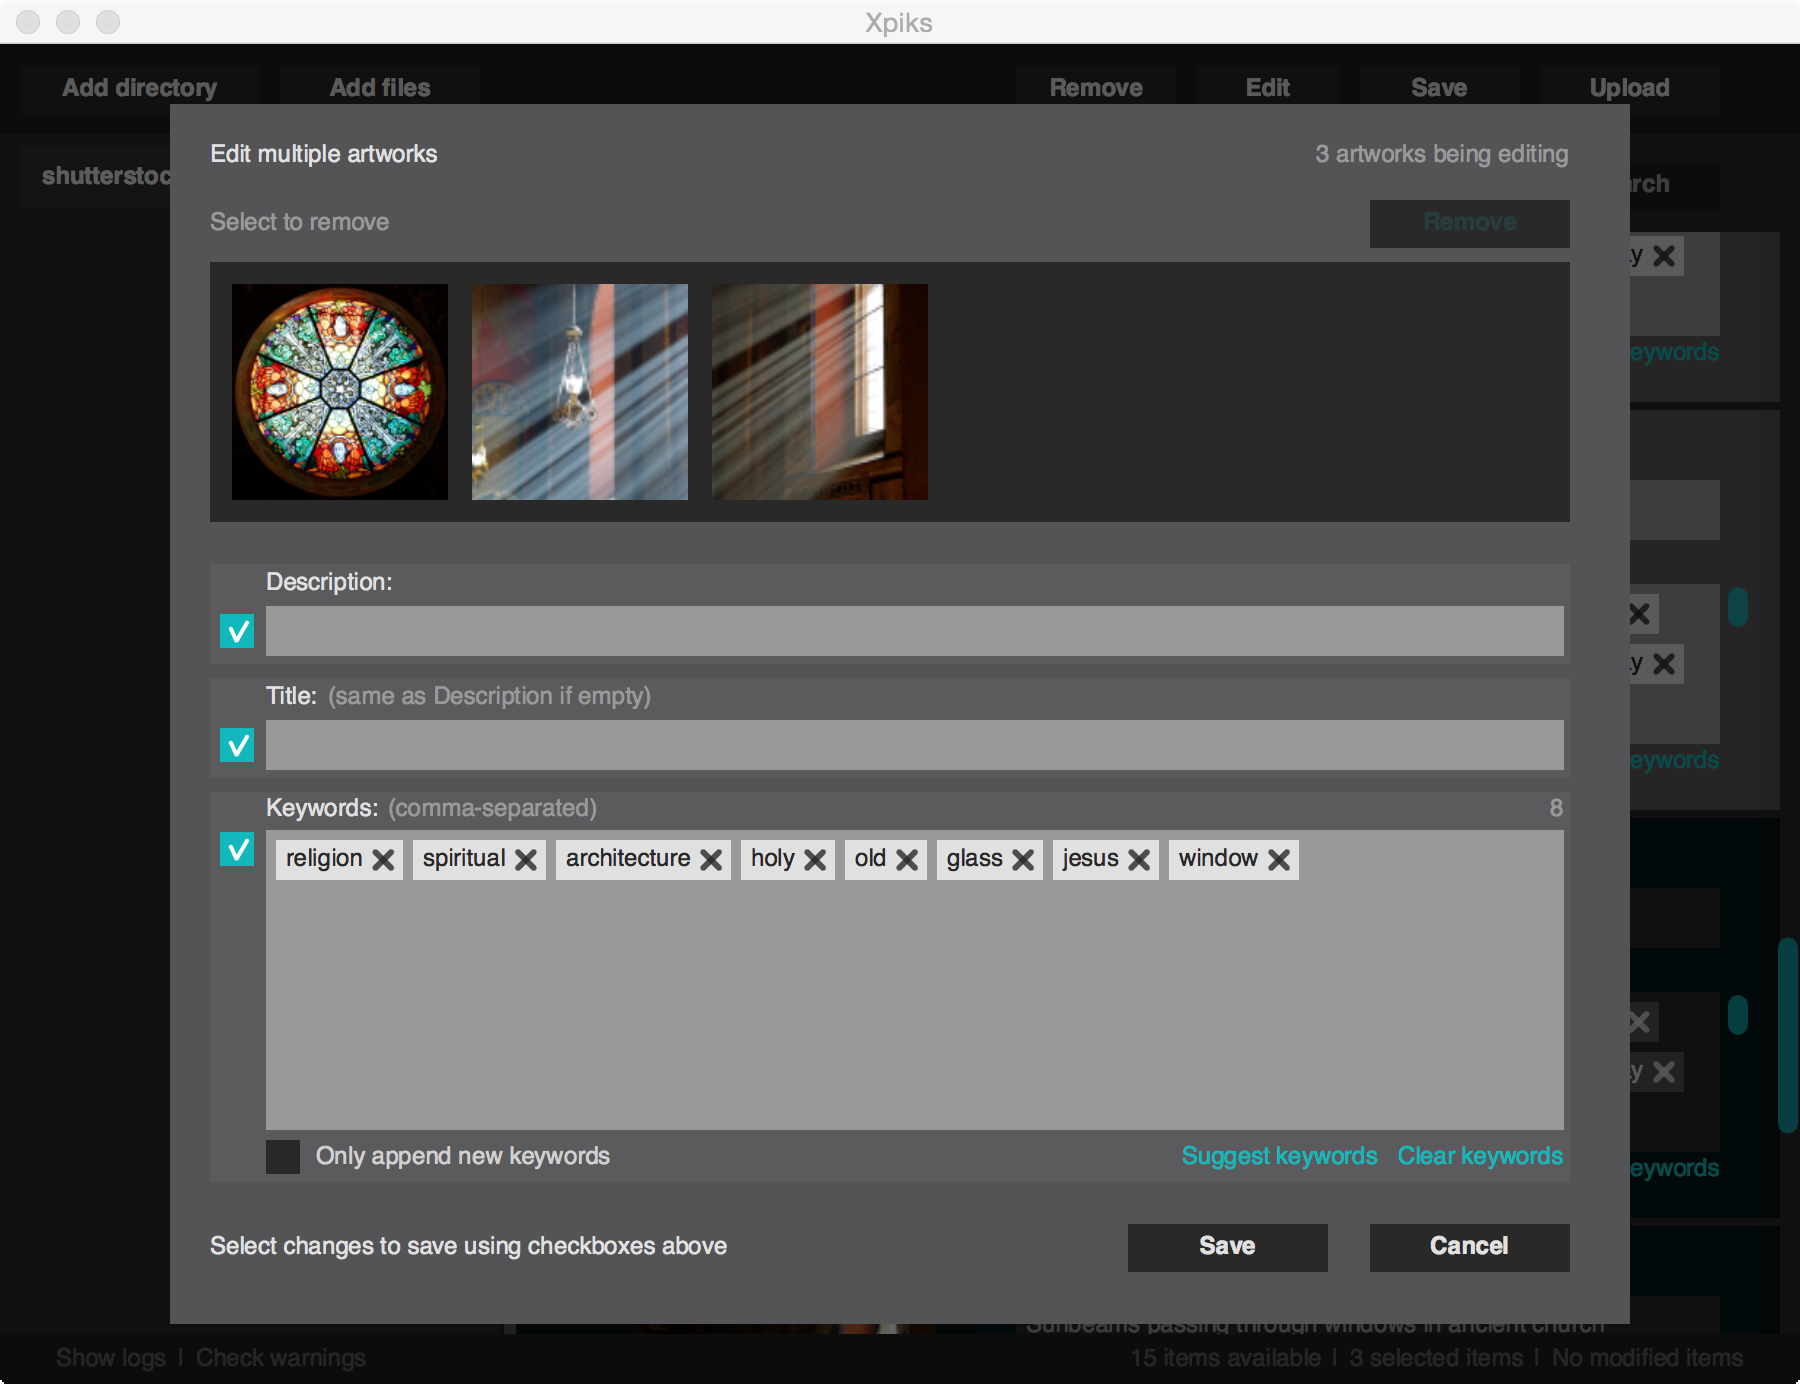 Xpiks
Add directory Add files Remove Edit Save Upload
Edit multiple artworks 3 artworks being editing
Select to remove Remove
Description:
Title: (same as Description if empty)
Keywords: (comma-separated) 8
religion spiritual architecture holy old glass jesus window
Only append new keywords Suggest keywords Clear keywords
Select changes to save using checkboxes above Save Cancel
Sunbeams passing through windows in ancient church
Show logs | Check warnings 15 items available | 3 selected items | No modified items